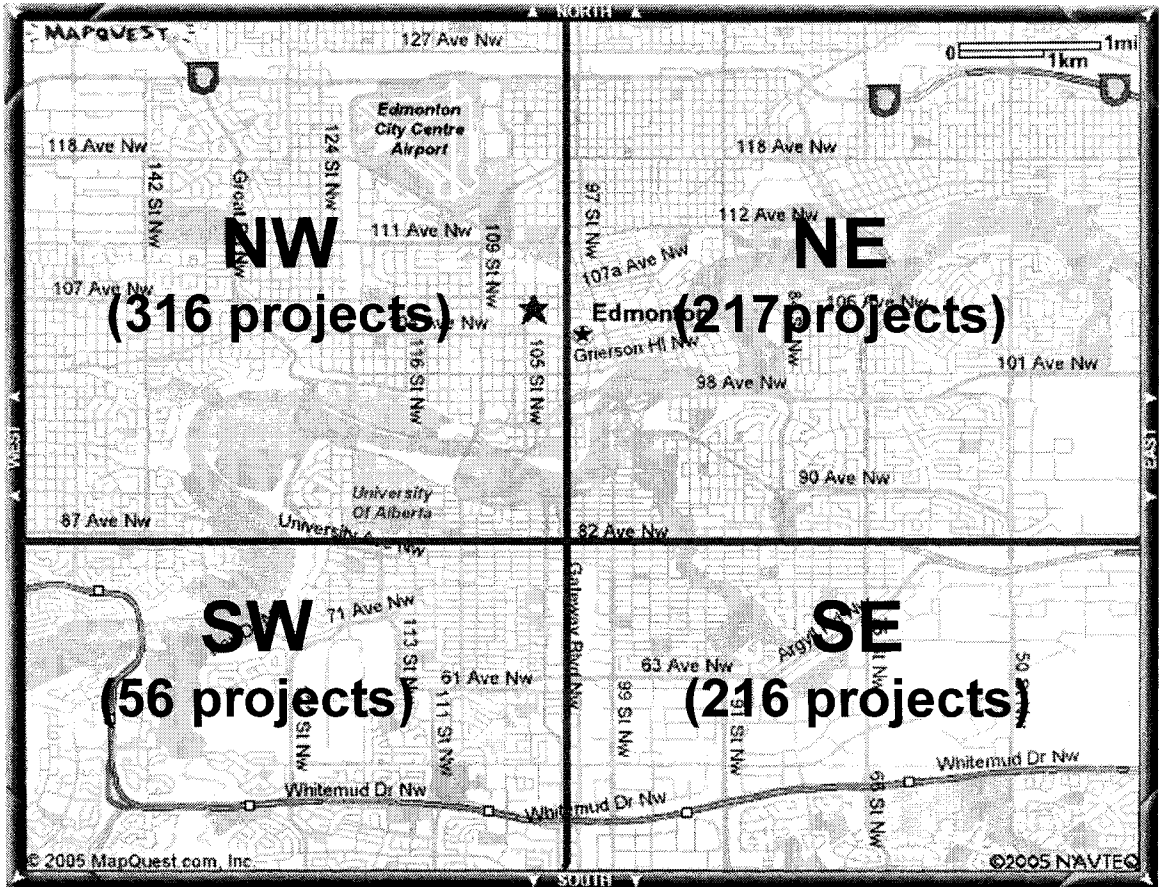 NORTH
MAPQUEST
127 Ave Nw
0 1mi
1km
Edmonton
City Centre
Airport
118 Ave Nw
118 Ave Nw
124 St Nw
142 St Nw
97 St Nw
112 Ave Nw
111 Ave Nw
109 St Nw
NW
NE
107a Ave Nw
107 Ave Nw
106 Ave Nw
(316 projects)
Edmonton
(217projects)
Grierson Hl Nw
116 St Nw
105 St Nw
101 Ave Nw
98 Ave Nw
WEST
EAST
90 Ave Nw
University
Of Alberta
87 Ave Nw
University
82 Ave Nw
Gateway Blvd Nw
SW
SE
71 Ave Nw
113 St Nw
Argyll
63 Ave Nw
61 Ave Nw
50
(56 projects)
(216 projects)
111 St Nw
99 St Nw
91 St Nw
St Nw
Whitemud Dr Nw
Whitemud Dr Nw
Whitemud Dr Nw
66 St Nw
© 2005 MapQuest.com, Inc.
©2005 NAVTEQ
SOUTH